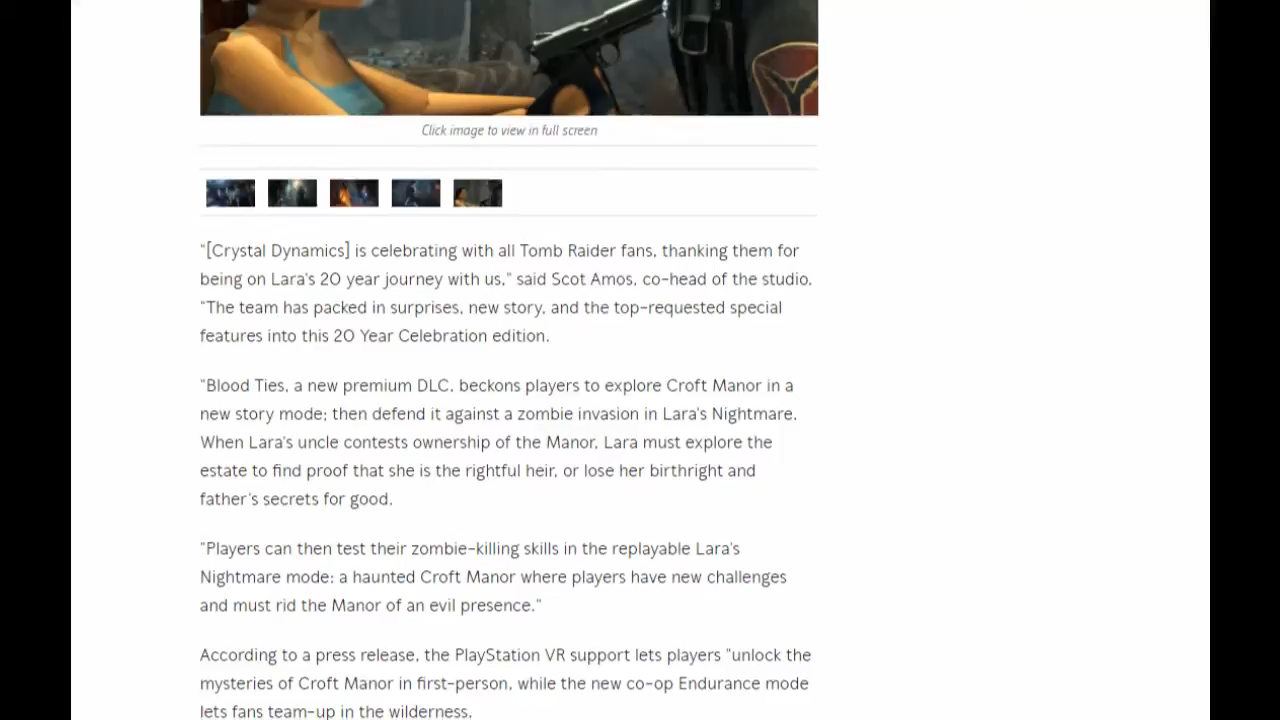 Click image to view in full screen
"[Crystal Dynamics] is celebrating with all Tomb Raider fans, thanking them for
being on Lara's 20 year journey with us," said Scot Amos, co-head of the studio.
"The team has packed in surprises, new story, and the top-requested special
features into this 20 Year Celebration edition.
"Blood Ties, a new premium DLC, beckons players to explore Croft Manor in a
new story mode; then defend it against a zombie invasion in Lara's Nightmare.
When Lara's uncle contests ownership of the Manor, Lara must explore the
estate to find proof that she is the rightful heir, or lose her birthright and
father's secrets for good.
"Players can then test their zombie-killing skills in the replayable Lara's
Nightmare mode; a haunted Croft Manor where players have new challenges
and must rid the Manor of an evil presence."
According to a press release, the PlayStation VR support lets players "unlock the
mysteries of Croft Manor in first-person, while the new co-op Endurance mode
lets fans team-up in the wilderness.